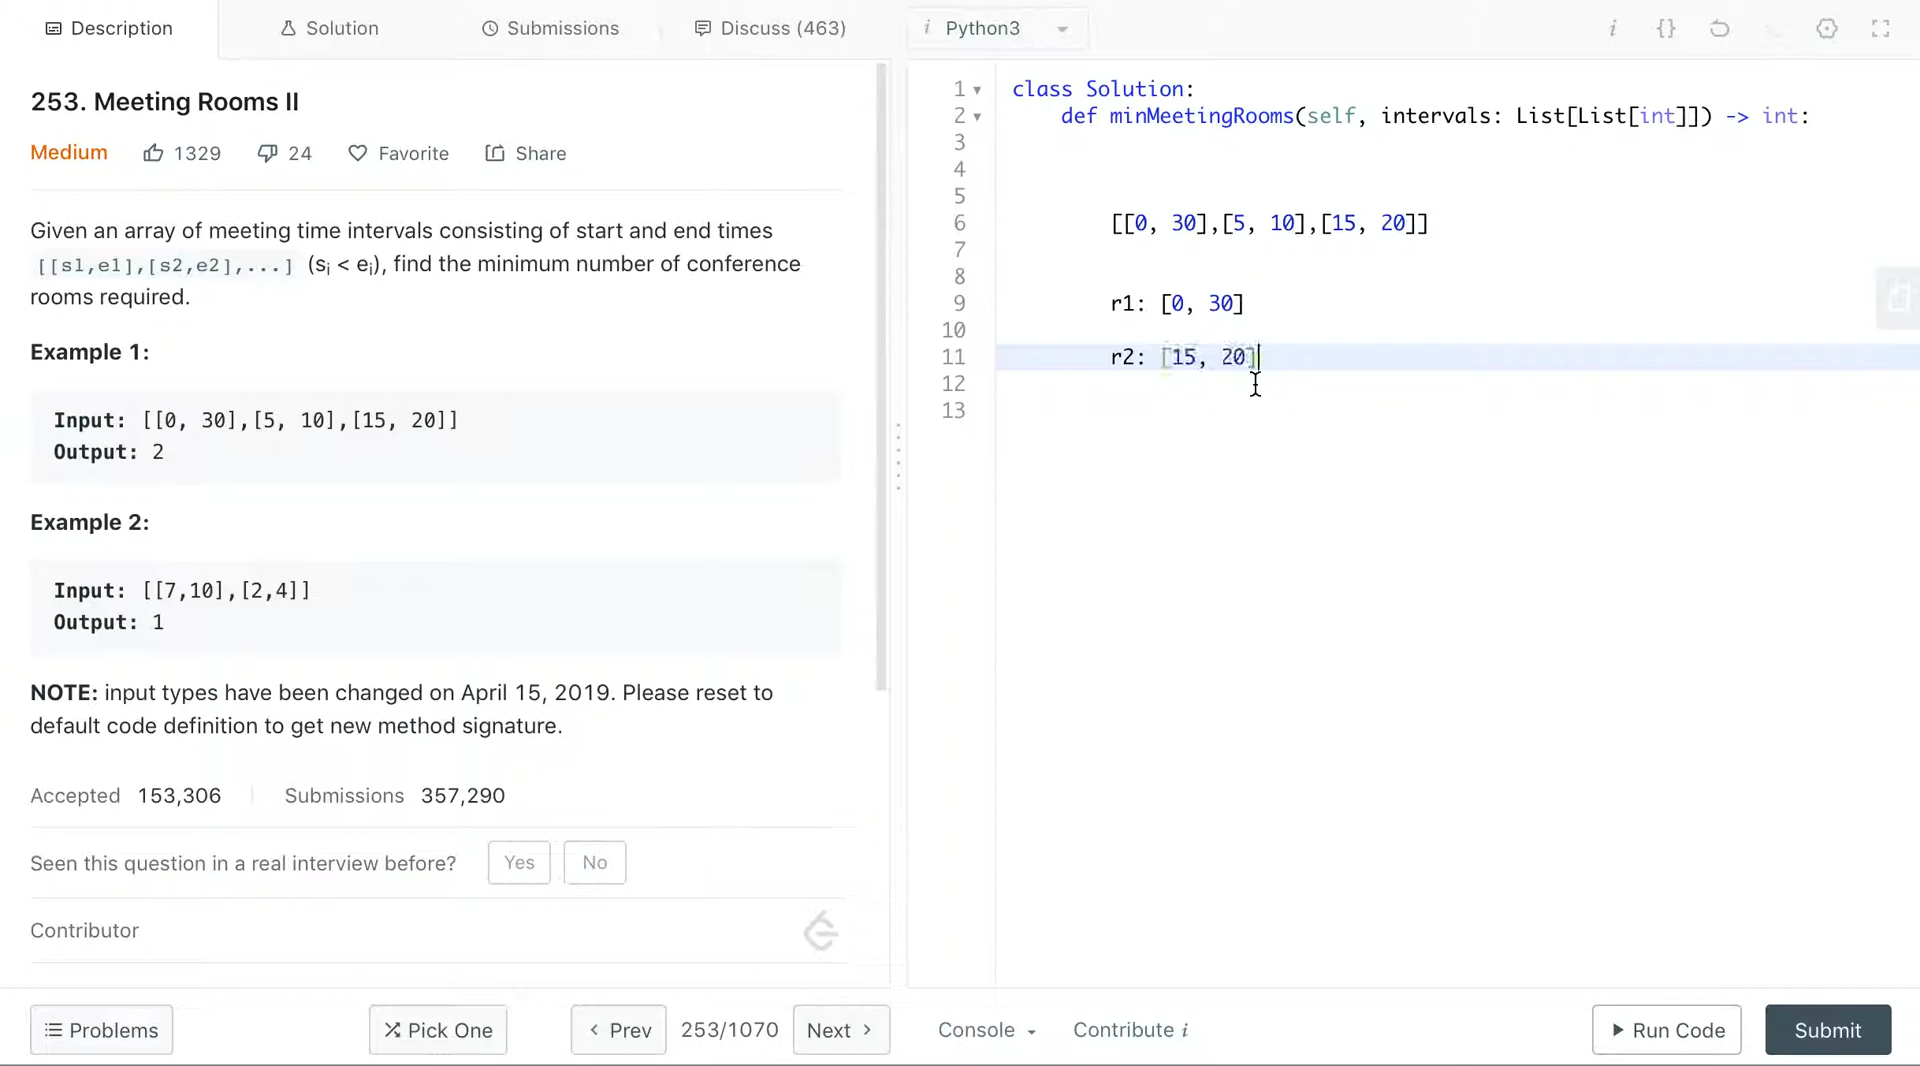 Description
Solution
Submissions
Discuss (463)
i Python3
i {}
253. Meeting Rooms II
Medium 1329 24 Favorite Share
Given an array of meeting time intervals consisting of start and end times
[[s1,e1],[s2,e2],...] (si < ei), find the minimum number of conference
rooms required.
Example 1:
Input: [[0, 30],[5, 10],[15, 20]]
Output: 2
Example 2:
Input: [[7,10],[2,4]]
Output: 1
NOTE: input types have been changed on April 15, 2019. Please reset to
default code definition to get new method signature.
Accepted 153,306 Submissions 357,290
Seen this question in a real interview before? Yes No
Contributor
1 class Solution:
2 def minMeetingRooms(self, intervals: List[List[int]]) -> int:
3
4
5
6 [[0, 30],[5, 10],[15, 20]]
7
8
9 r1: [0, 30]
10
11 r2: [15, 20]
12
13
Problems
Pick One
Prev
253/1070
Next
Console
Contribute i
Run Code
Submit